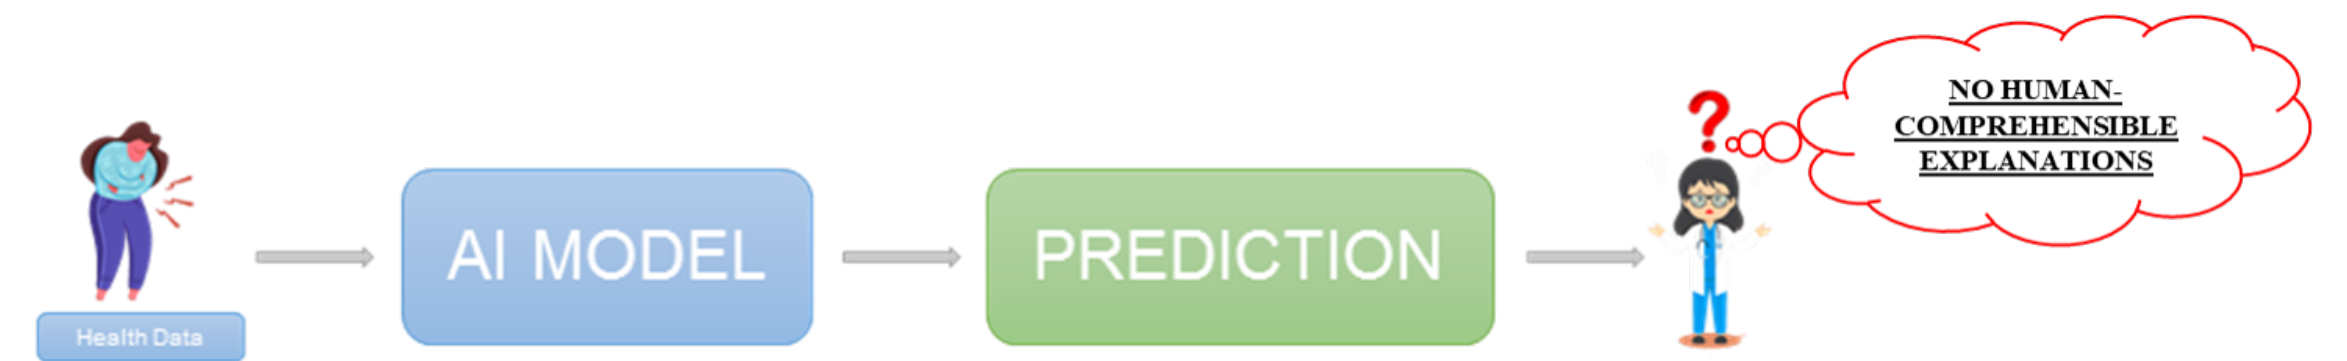 Health Data
AI MODEL
PREDICTION
?
NO HUMAN-
COMPREHENSIBLE
EXPLANATIONS